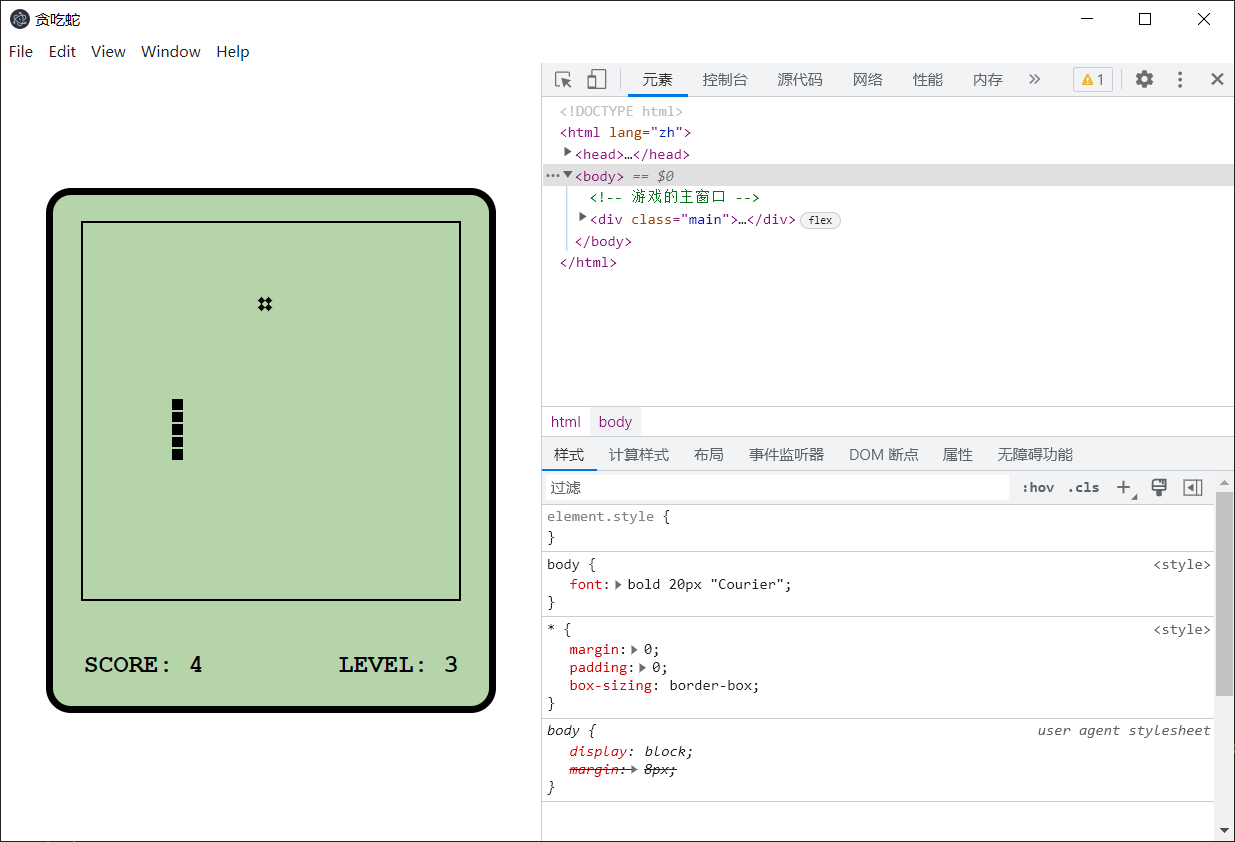 贪吃蛇
File Edit View Window Help
元素 控制台 源代码 网络 性能 内存 » 1
<!DOCTYPE html>
<html lang="zh">
<head>…</head>
<body> == $0
<!-- 游戏的主窗口 -->
<div class="main">…</div> flex
</body>
</html>
html body
样式 计算样式 布局 事件监听器 DOM 断点 属性 无障碍功能
过滤 :hov .cls +
element.style {
}
body { <style>
font: bold 20px "Courier";
}
* { <style>
margin: 0;
padding: 0;
box-sizing: border-box;
}
body { user agent stylesheet
display: block;
margin: 8px;
}
SCORE: 4 LEVEL: 3